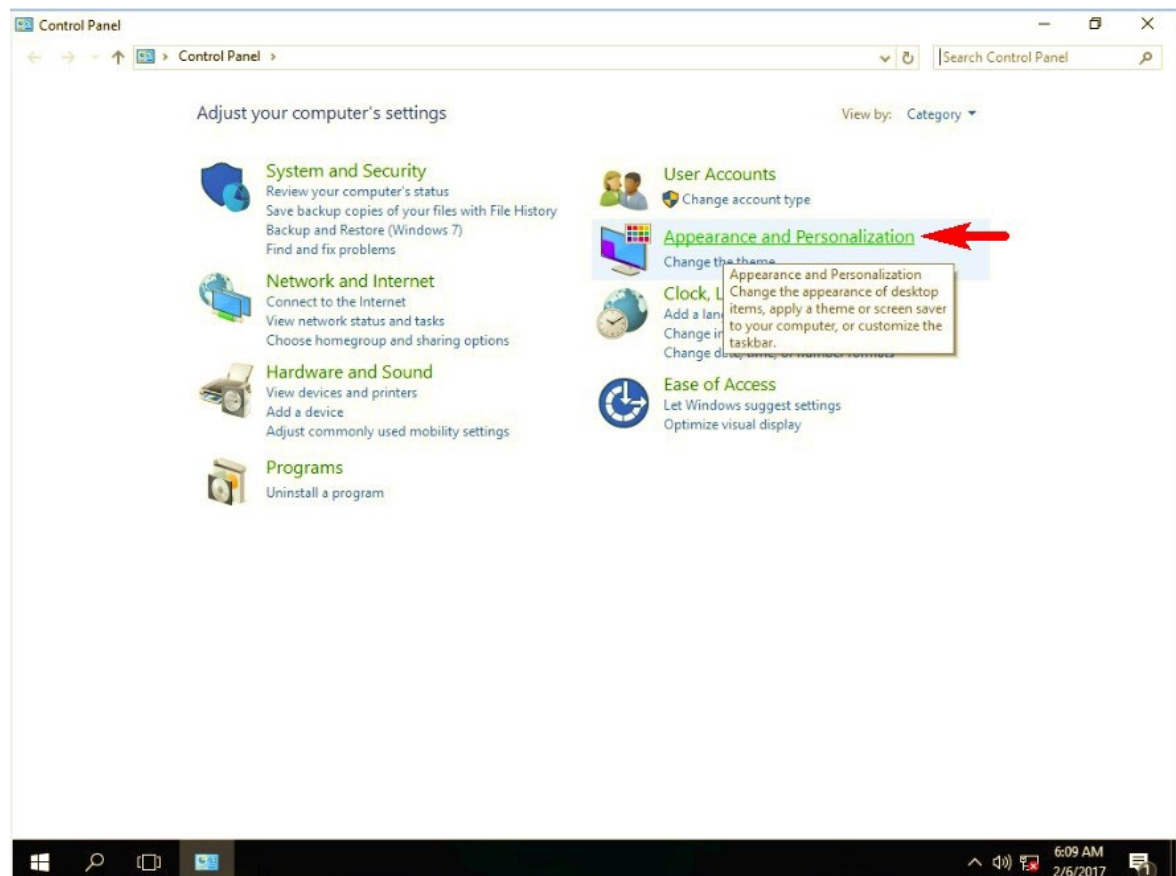 Control Panel
Control Panel
Search Control Panel
Adjust your computer's settings
View by: Category
System and Security
Review your computer's status
Save backup copies of your files with File History
Backup and Restore (Windows 7)
Find and fix problems
Network and Internet
Connect to the Internet
View network status and tasks
Choose homegroup and sharing options
Hardware and Sound
View devices and printers
Add a device
Adjust commonly used mobility settings
Programs
Uninstall a program
User Accounts
Change account type
Appearance and Personalization
Change the theme
Appearance and Personalization
Change the appearance of desktop
items, apply a theme or screen saver
to your computer, or customize the
taskbar.
Clock, L
Add a lan
Change in
Change date, time, or number formats
Ease of Access
Let Windows suggest settings
Optimize visual display
6:09 AM
2/6/2017
1